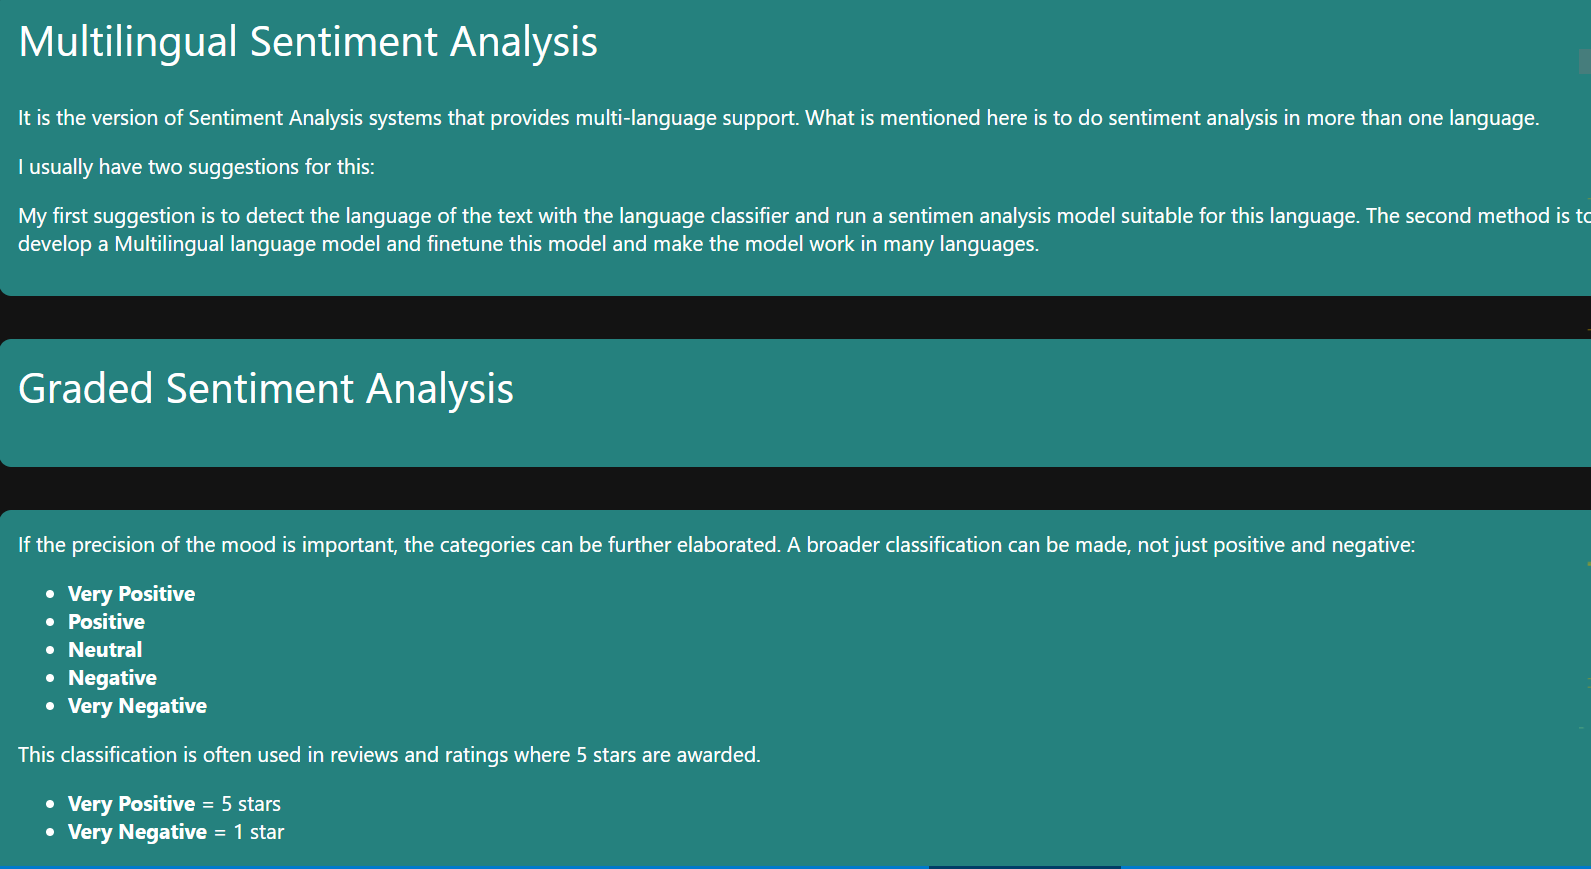 Multilingual Sentiment Analysis
It is the version of Sentiment Analysis systems that provides multi-language support. What is mentioned here is to do sentiment analysis in more than one language.
I usually have two suggestions for this:
My first suggestion is to detect the language of the text with the language classifier and run a sentimen analysis model suitable for this language. The second method is to
develop a Multilingual language model and finetune this model and make the model work in many languages.
Graded Sentiment Analysis
If the precision of the mood is important, the categories can be further elaborated. A broader classification can be made, not just positive and negative:
• Very Positive
• Positive
• Neutral
• Negative
• Very Negative
This classification is often used in reviews and ratings where 5 stars are awarded.
• Very Positive = 5 stars
• Very Negative = 1 star